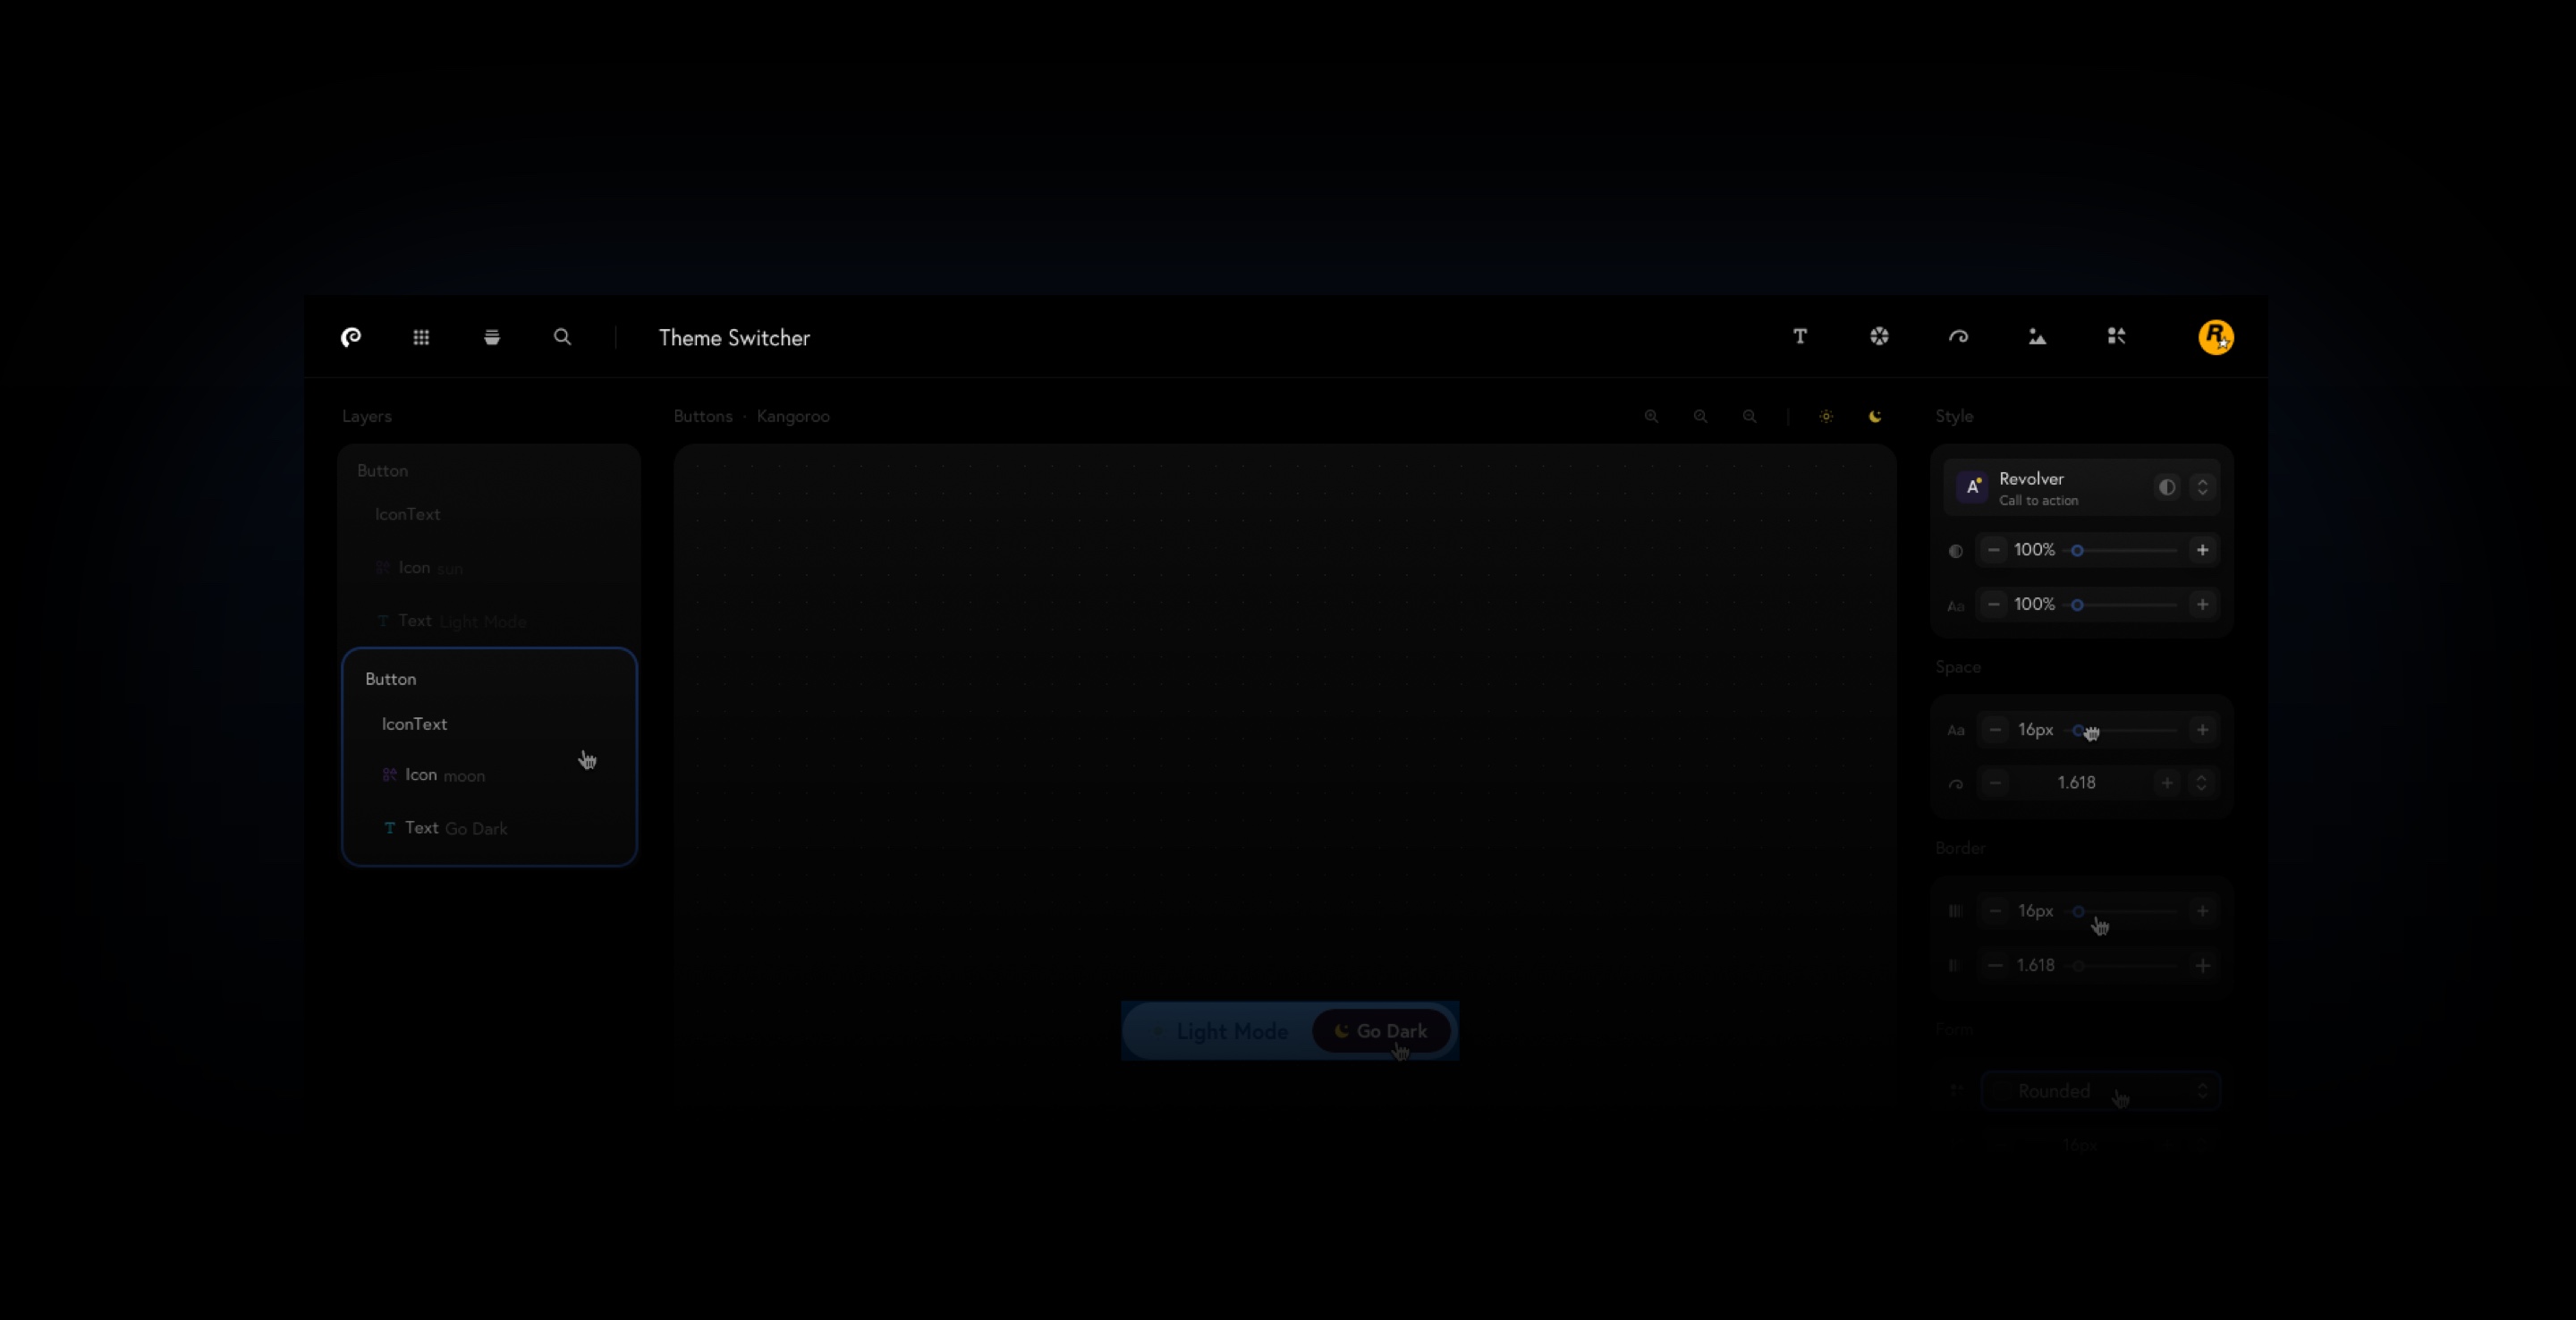 Theme Switcher
R
Layers
Button
IconText
Icon sun
Text Light Mode
Button
IconText
Icon moon
Text Go Dark
Buttons · Kangoroo
Light Mode
Go Dark
Style
A
Revolver
Call to action
100%
Aa 100%
Space
Aa 16px
1.618
Border
16px
1.618
Form
Rounded
16px